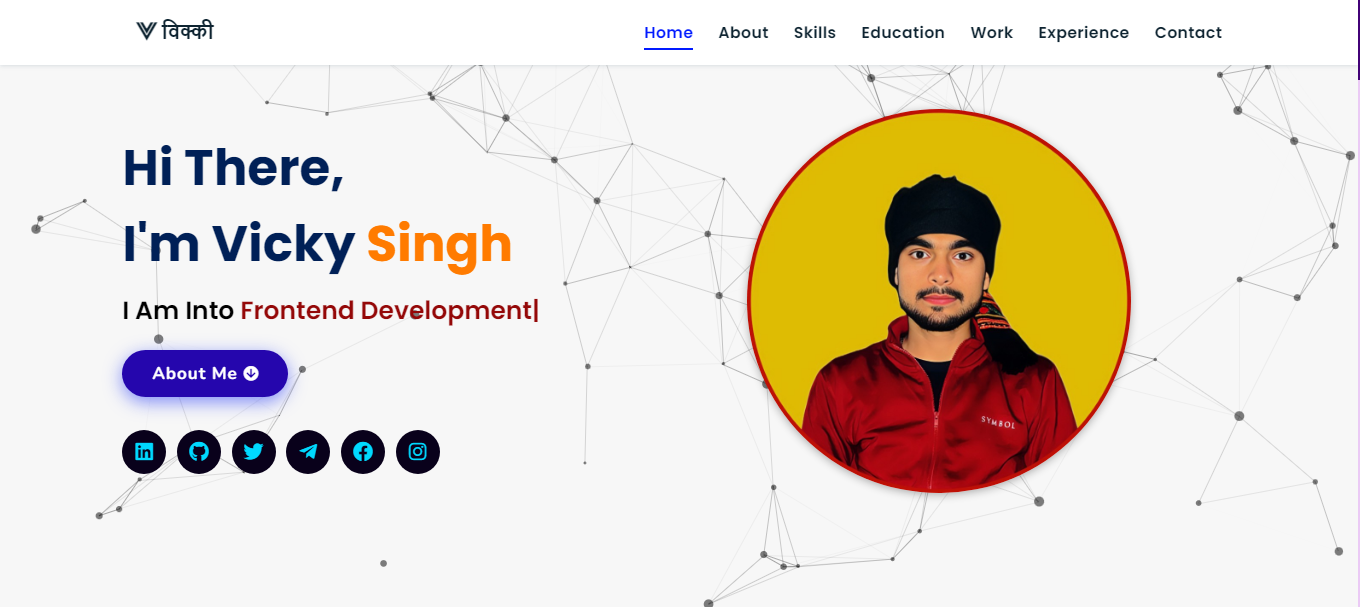 विक्की
Home About Skills Education Work Experience Contact
Hi There,
I'm Vicky Singh
I Am Into Frontend Development|
About Me
SYMBOL